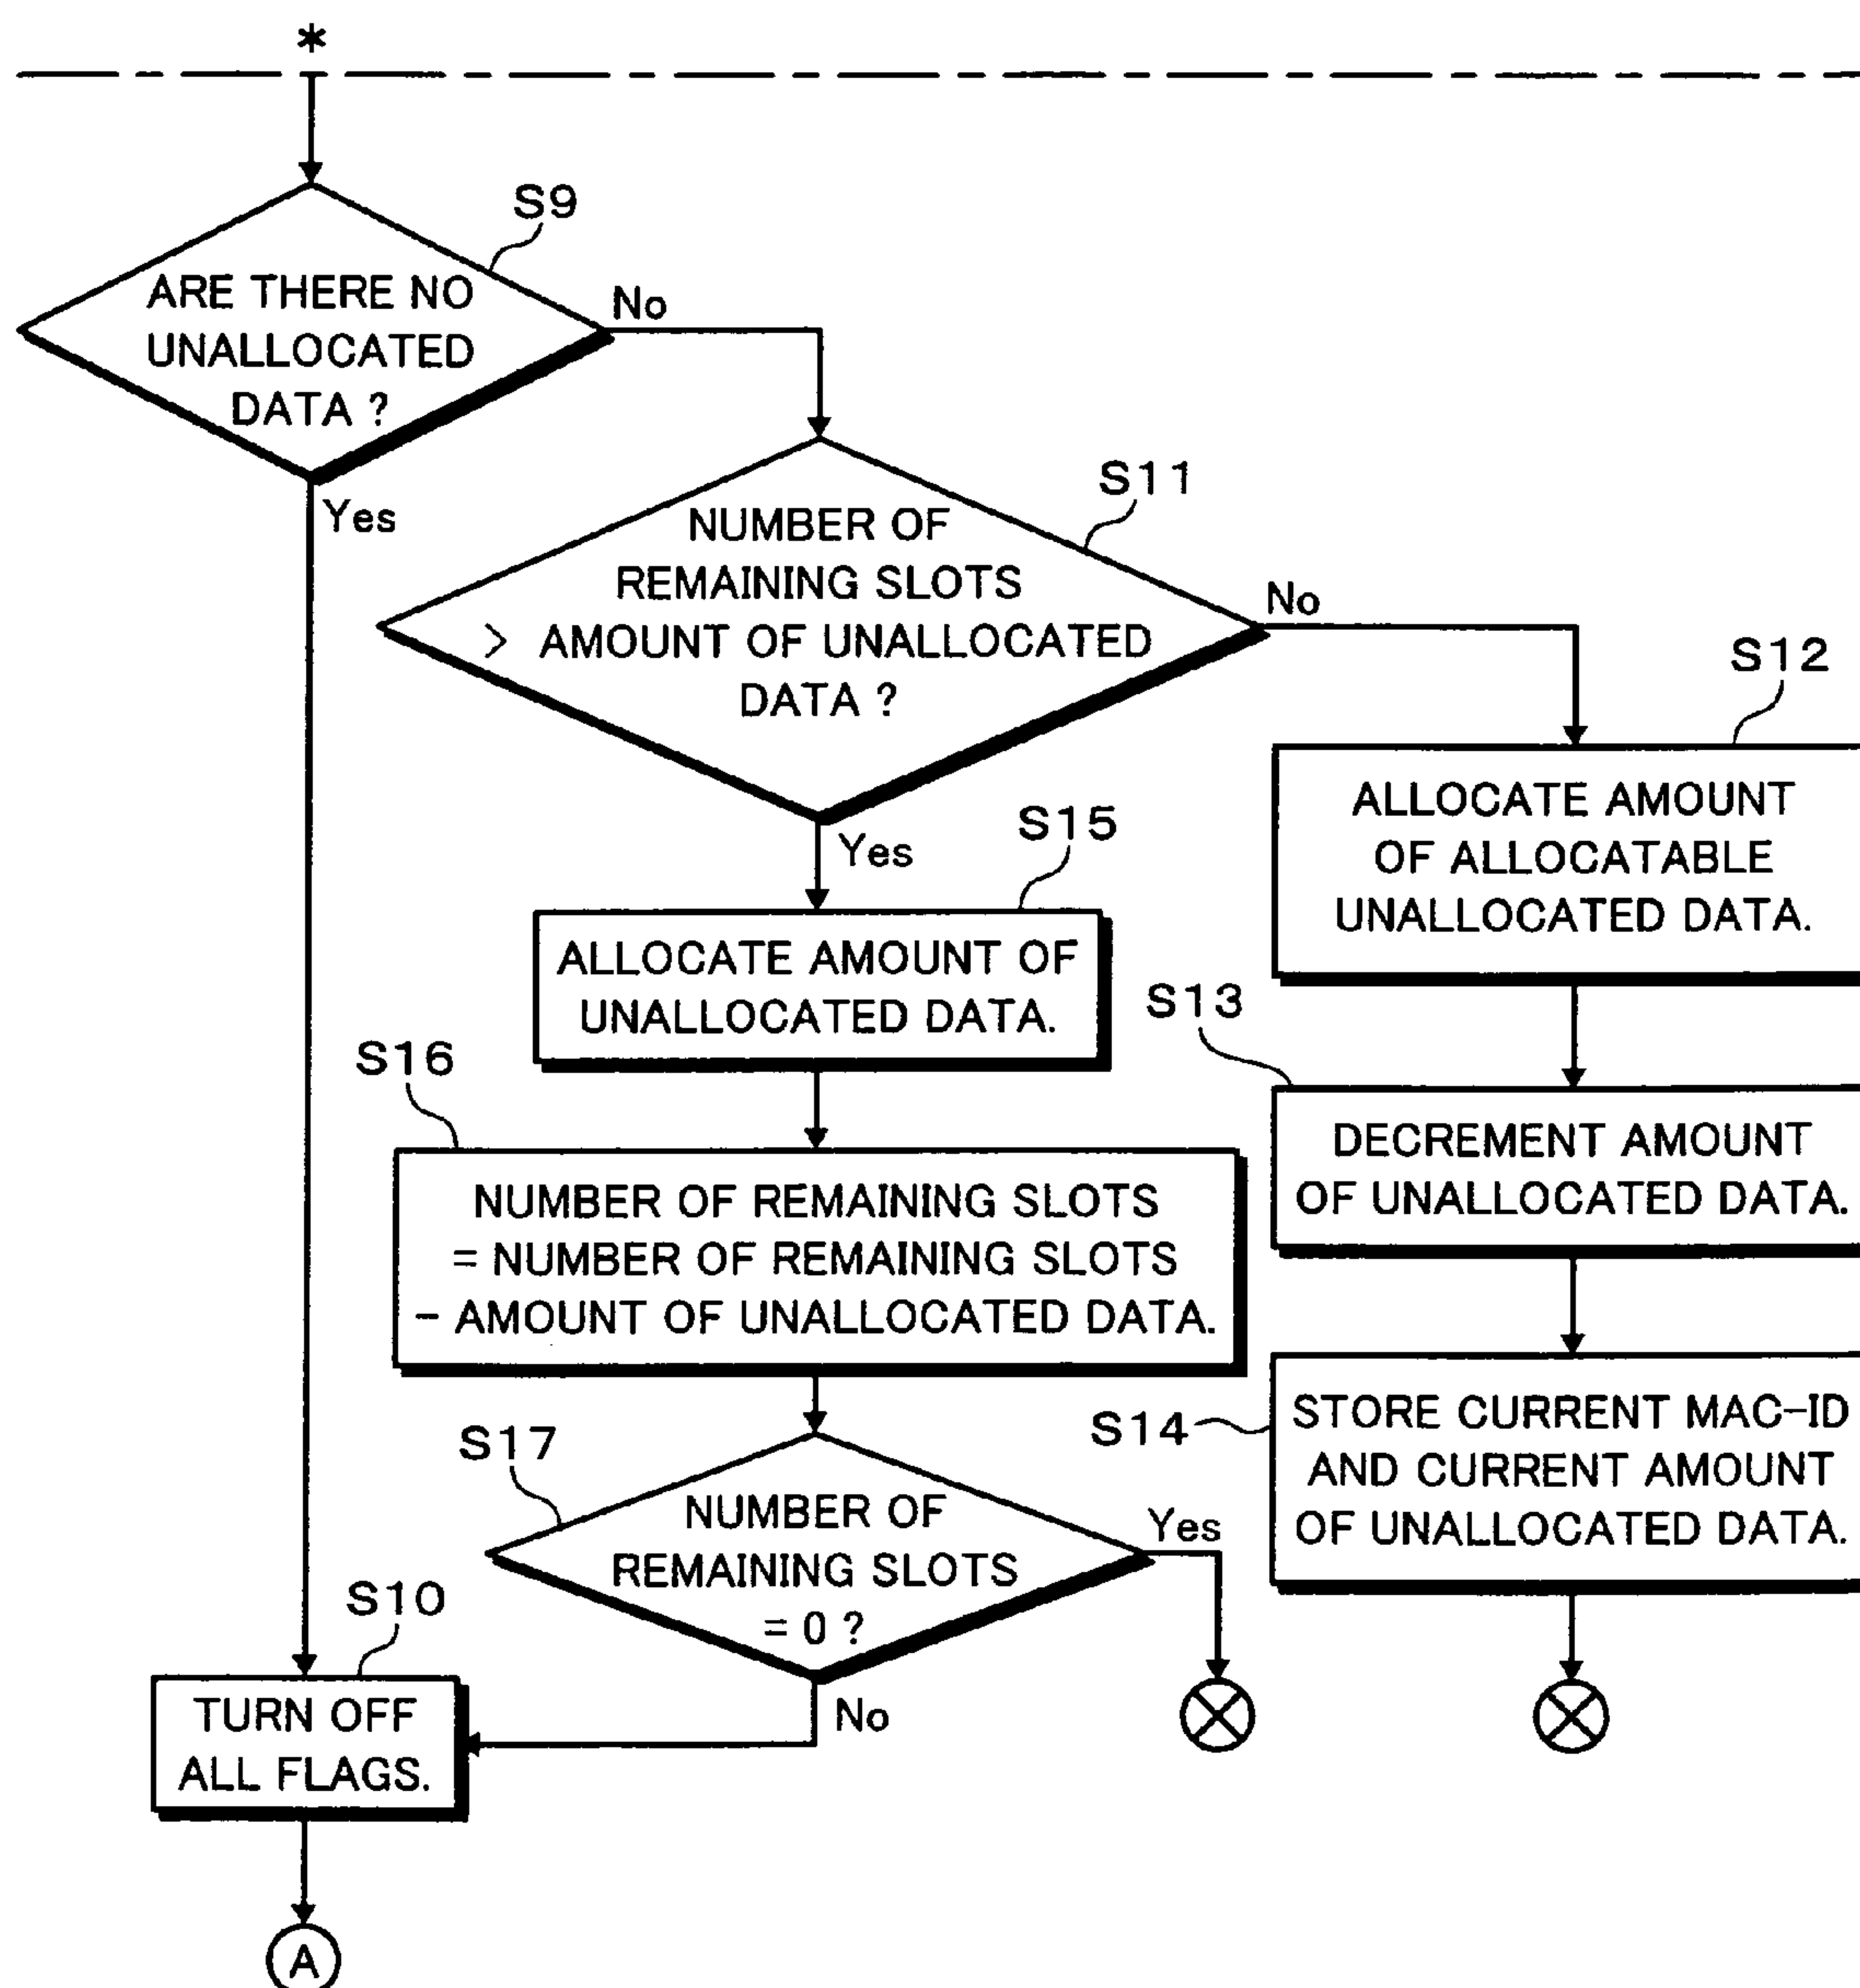 *
S9
ARE THERE NO
UNALLOCATED
DATA ?
No
Yes
S11
NUMBER OF
REMAINING SLOTS
> AMOUNT OF UNALLOCATED
DATA ?
No
Yes
S12
ALLOCATE AMOUNT
OF ALLOCATABLE
UNALLOCATED DATA.
S15
ALLOCATE AMOUNT OF
UNALLOCATED DATA.
S13
DECREMENT AMOUNT
OF UNALLOCATED DATA.
S16
NUMBER OF REMAINING SLOTS
= NUMBER OF REMAINING SLOTS
- AMOUNT OF UNALLOCATED DATA.
S14
STORE CURRENT MAC-ID
AND CURRENT AMOUNT
OF UNALLOCATED DATA.
S17
NUMBER OF
REMAINING SLOTS
= 0 ?
Yes
No
S10
TURN OFF
ALL FLAGS.
A